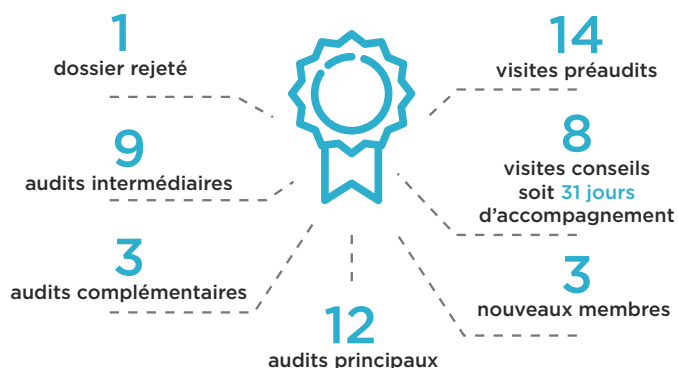 1
dossier rejeté
9
audits intermédiaires
3
audits complémentaires
12
audits principaux
14
visites préaudits
8
visites conseils
soit 31 jours
d'accompagnement
3
nouveaux membres